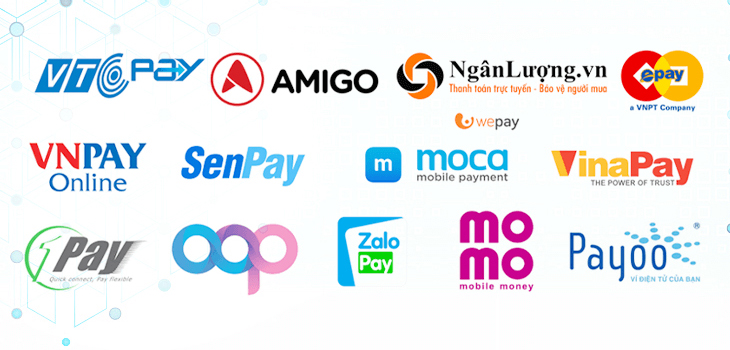 VTC Pay
AMIGO
NgânLượng.vn
Thanh toán trực tuyến - Bảo vệ người mua
epay
a VNPT Company
wepay
VNPAY
Online
SenPay
m
moca
mobile payment
VinaPay
THE POWER OF TRUST
1Pay
Quick connect, Pay flexible
oop
Zalo
Pay
mo
mo
mobile money
Payoo®
VÍ ĐIỆN TỬ CỦA BẠN